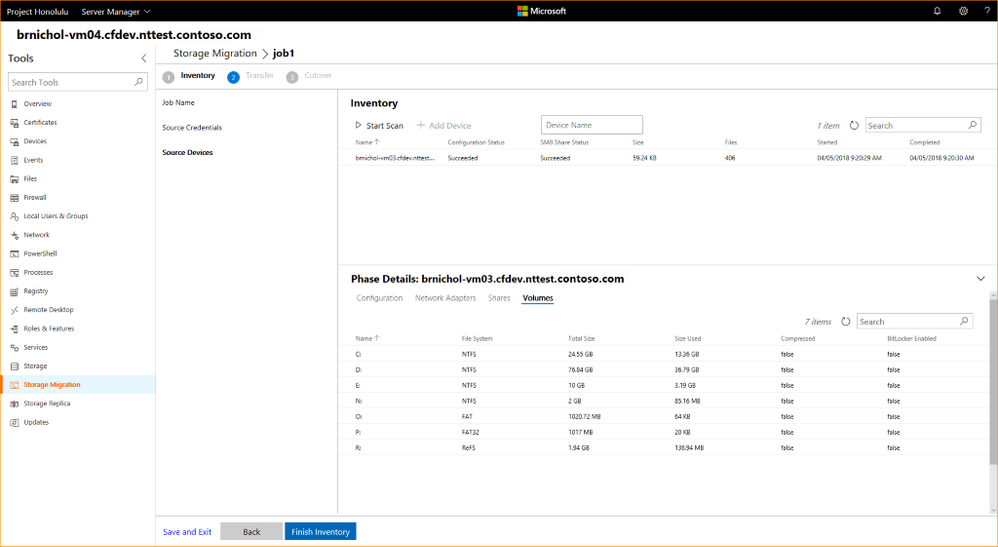 Project Honolulu Server Manager Microsoft ?
brnichol-vm04.cfdev.nttest.contoso.com
Tools
Search Tools
Overview
Certificates
Devices
Events
Files
Firewall
Local Users & Groups
Network
PowerShell
Processes
Registry
Remote Desktop
Roles & Features
Services
Storage
Storage Migration
Storage Replica
Updates
Storage Migration > job1
1 Inventory 2 Transfer 3 Cutover
Job Name
Source Credentials
Source Devices
Inventory
Start Scan + Add Device Device Name 1 item Search
Name Configuration Status SMB Share Status Size Files Started Completed
brnichol-vm03.cfdev.nttest... Succeeded Succeeded 59.24 KB 406 04/05/2018 9:20:29 AM 04/05/2018 9:20:30 AM
Phase Details: brnichol-vm03.cfdev.nttest.contoso.com
Configuration Network Adapters Shares Volumes
7 items Search
Name File System Total Size Size Used Compressed BitLocker Enabled
C: NTFS 24.55 GB 13.36 GB false false
D: NTFS 76.84 GB 36.79 GB false false
E: NTFS 10 GB 3.19 GB false false
N: NTFS 2 GB 85.16 MB false false
O: FAT 1020.72 MB 64 KB false false
P: FAT32 1017 MB 20 KB false false
R: ReFS 1.94 GB 136.94 MB false false
Save and Exit Back Finish Inventory